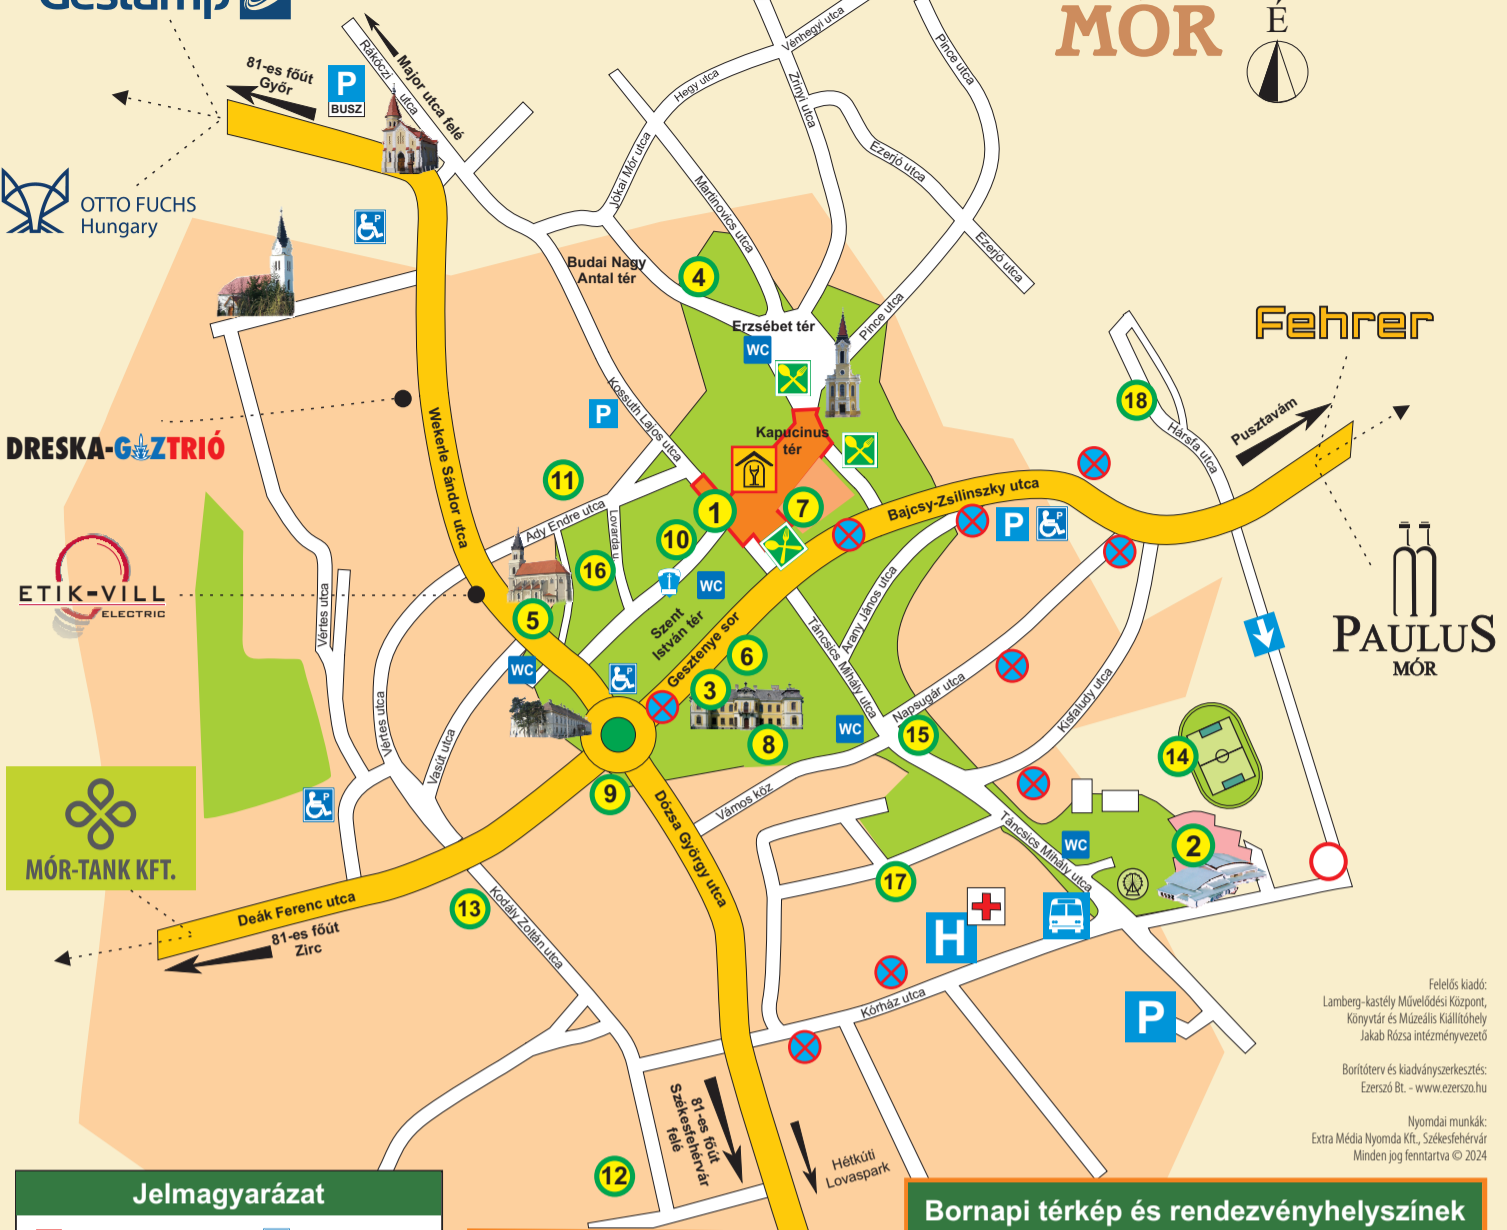 Gestamp
MÓR
É
81-es főút
Győr
P
BUSZ
Rákóczi utca
Major utca felé
Vénhegyi utca
Pince utca
Hegy utca
Zrínyi utca
Jókai Mór utca
Martinovics utca
Ezerjó utca
Ezerjó utca
OTTO FUCHS
Hungary
P
Budai Nagy
Antal tér
4
Erzsébet tér
WC
Pince utca
Fehrer
Pusztavám
18
Hársfa utca
DRESKA-GÁZTRIÓ
Wekerle Sándor utca
P
Kossuth Lajos utca
Kapucinus
tér
11
Ady Endre utca
Lovarda u.
1
7
10
16
Bajcsy-Zsilinszky utca
P
P
ETIK-VILL
ELECTRIC
Vértes utca
5
WC
WC
Szent
István tér
Gesztenye sor
6
3
8
P
Táncsics Mihály utca
Arany János utca
Napsugár utca
Kisfaludy utca
PAULUS
MÓR
WC
15
14
Vértes utca
Vasút utca
9
P
Vámos köz
Dózsa György utca
MÓR-TANK KFT.
Deák Ferenc utca
81-es főút
Zirc
13
Kodály Zoltán utca
17
Táncsics Mihály utca
WC
2
H
Kórház utca
P
81-es főút
Székesfehérvár
felé
Hétkúti
Lovaspark
12
Felelős kiadó:
Lamberg-kastély Művelődési Központ,
Könyvtár és Múzeális Kiállítóhely
Jakab Rózsa intézményvezető
Borítóterv és kiadványszerkesztés:
Ezerszó Bt. - www.ezerszo.hu
Nyomdai munkák:
Extra Média Nyomda Kft., Székesfehérvár
Minden jog fenntartva © 2024
Jelmagyarázat
Bornapi térkép és rendezvényhelyszínek